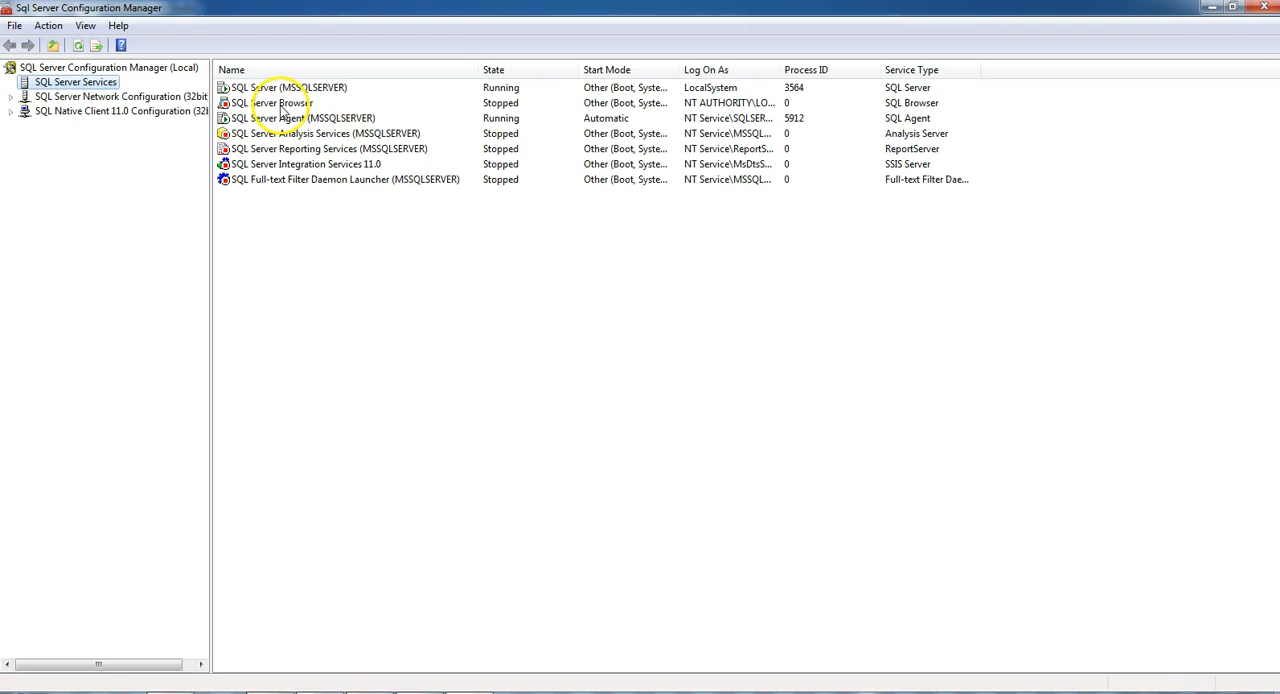 Sql Server Configuration Manager
File Action View Help
SQL Server Configuration Manager (Local)
SQL Server Services
SQL Server Network Configuration (32bit
SQL Native Client 11.0 Configuration (32b
Name State Start Mode Log On As Process ID Service Type
SQL Server (MSSQLSERVER) Running Other (Boot, Syste... LocalSystem 3564 SQL Server
SQL Server Browser Stopped Other (Boot, Syste... NT AUTHORITY\LO... 0 SQL Browser
SQL Server Agent (MSSQLSERVER) Running Automatic NT Service\SQLSER... 5912 SQL Agent
SQL Server Analysis Services (MSSQLSERVER) Stopped Other (Boot, Syste... NT Service\MSSQL... 0 Analysis Server
SQL Server Reporting Services (MSSQLSERVER) Stopped Other (Boot, Syste... NT Service\ReportS... 0 ReportServer
SQL Server Integration Services 11.0 Stopped Other (Boot, Syste... NT Service\MsDtsS... 0 SSIS Server
SQL Full-text Filter Daemon Launcher (MSSQLSERVER) Stopped Other (Boot, Syste... NT Service\MSSQL... 0 Full-text Filter Dae...